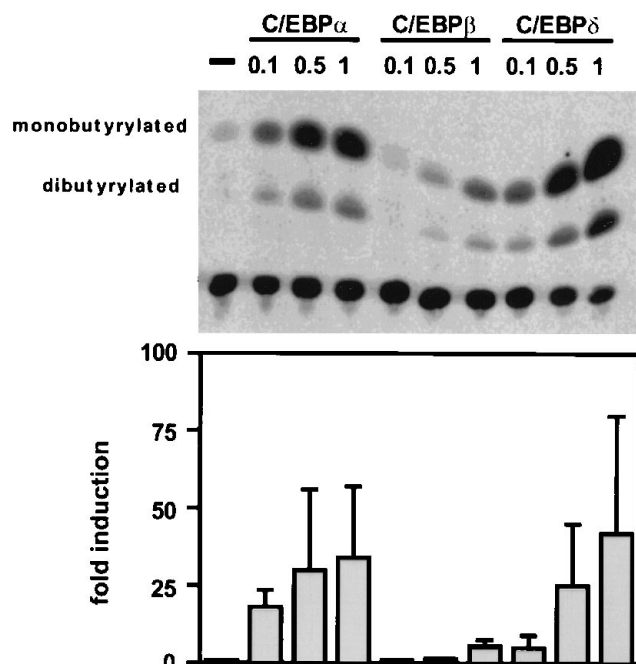 C/EBPα C/EBPβ C/EBPδ
– 0.1 0.5 1 0.1 0.5 1 0.1 0.5 1
monobutyrylated
dibutyrylated
100
75
50
25
0
fold induction